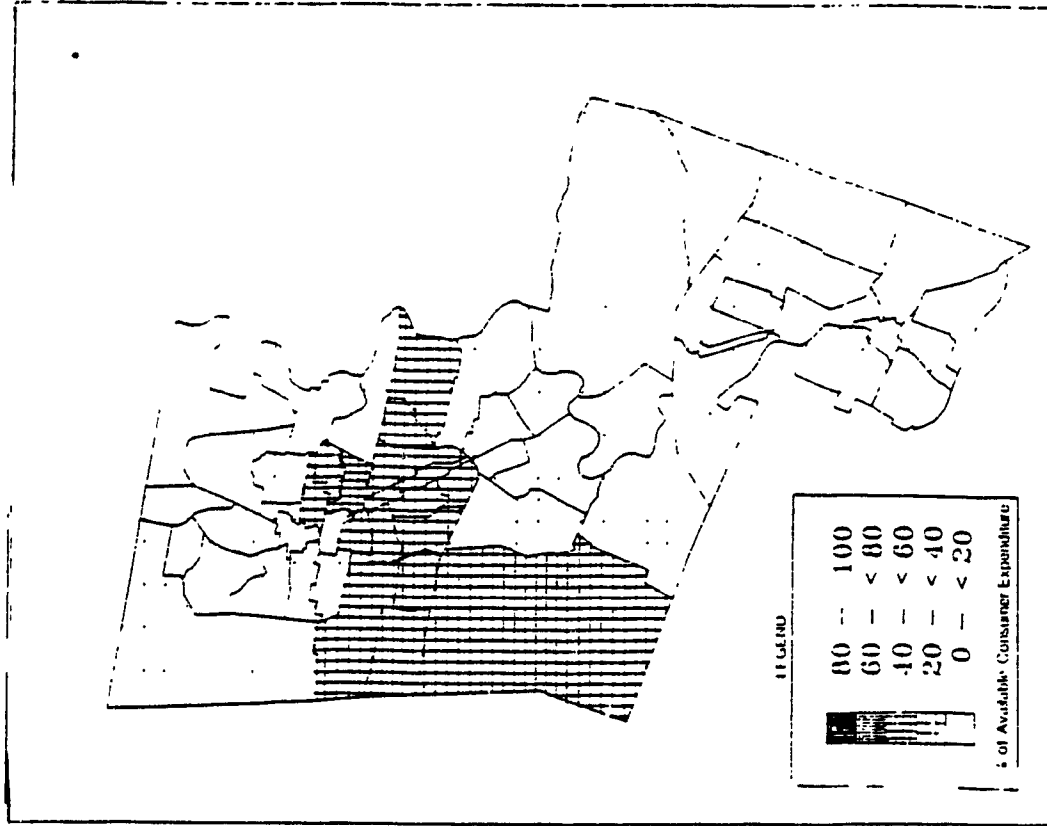 LEGEND
80 -- 100
60 – < 80
40 – < 60
20 – < 40
0 – < 20
of Available Consumer Expenditure